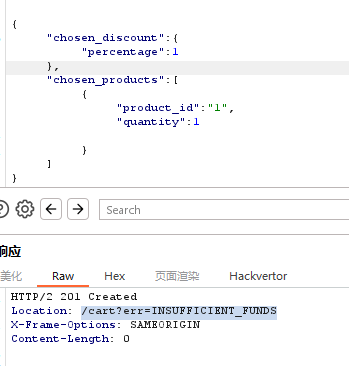 {
"chosen_discount":{
"percentage":1
},
"chosen_products":[
{
"product_id":"1",
"quantity":1
}
]
}
Search
响应
美化 Raw Hex 页面渲染 Hackvertor
HTTP/2 201 Created
Location: /cart?err=INSUFFICIENT_FUNDS
X-Frame-Options: SAMEORIGIN
Content-Length: 0